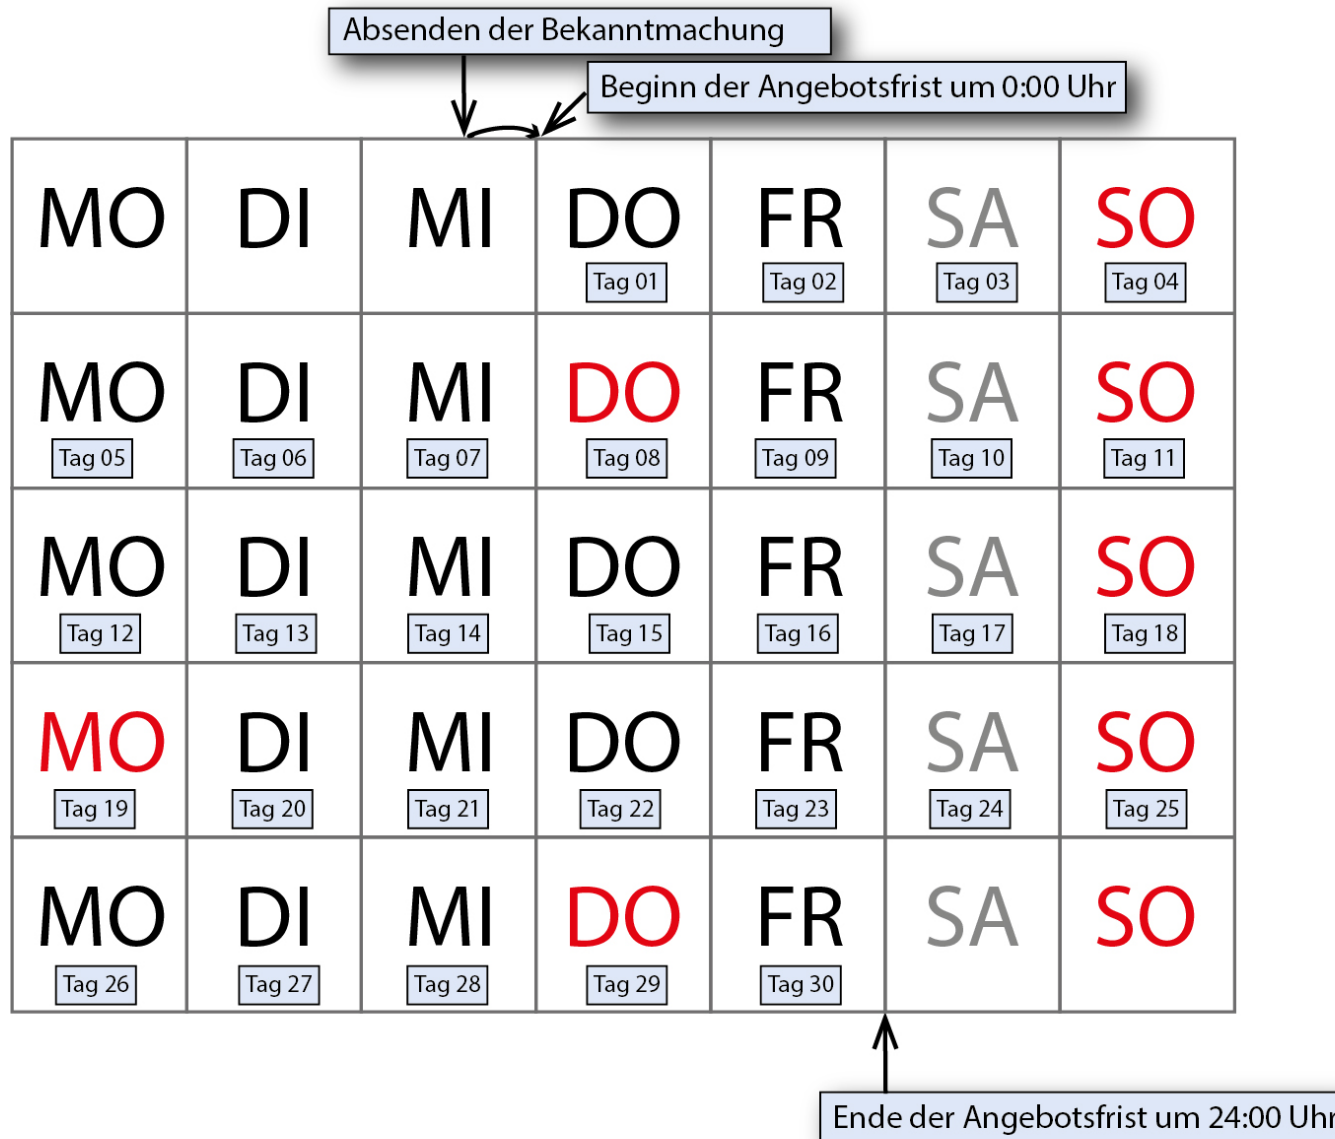 Absenden der Bekanntmachung
Beginn der Angebotsfrist um 0:00 Uhr
MO DI MI DO FR SA SO
Tag 01 Tag 02 Tag 03 Tag 04
MO DI MI DO FR SA SO
Tag 05 Tag 06 Tag 07 Tag 08 Tag 09 Tag 10 Tag 11
MO DI MI DO FR SA SO
Tag 12 Tag 13 Tag 14 Tag 15 Tag 16 Tag 17 Tag 18
MO DI MI DO FR SA SO
Tag 19 Tag 20 Tag 21 Tag 22 Tag 23 Tag 24 Tag 25
MO DI MI DO FR SA SO
Tag 26 Tag 27 Tag 28 Tag 29 Tag 30
Ende der Angebotsfrist um 24:00 Uhr